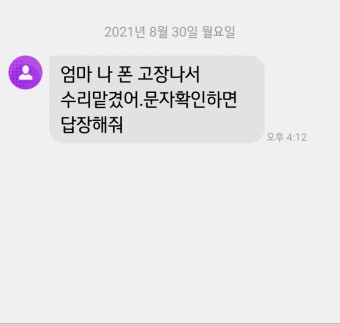 2021년 8월 30일 월요일
엄마 나 폰 고장나서
수리맡겼어.문자확인하면
답장해줘
오후 4:12